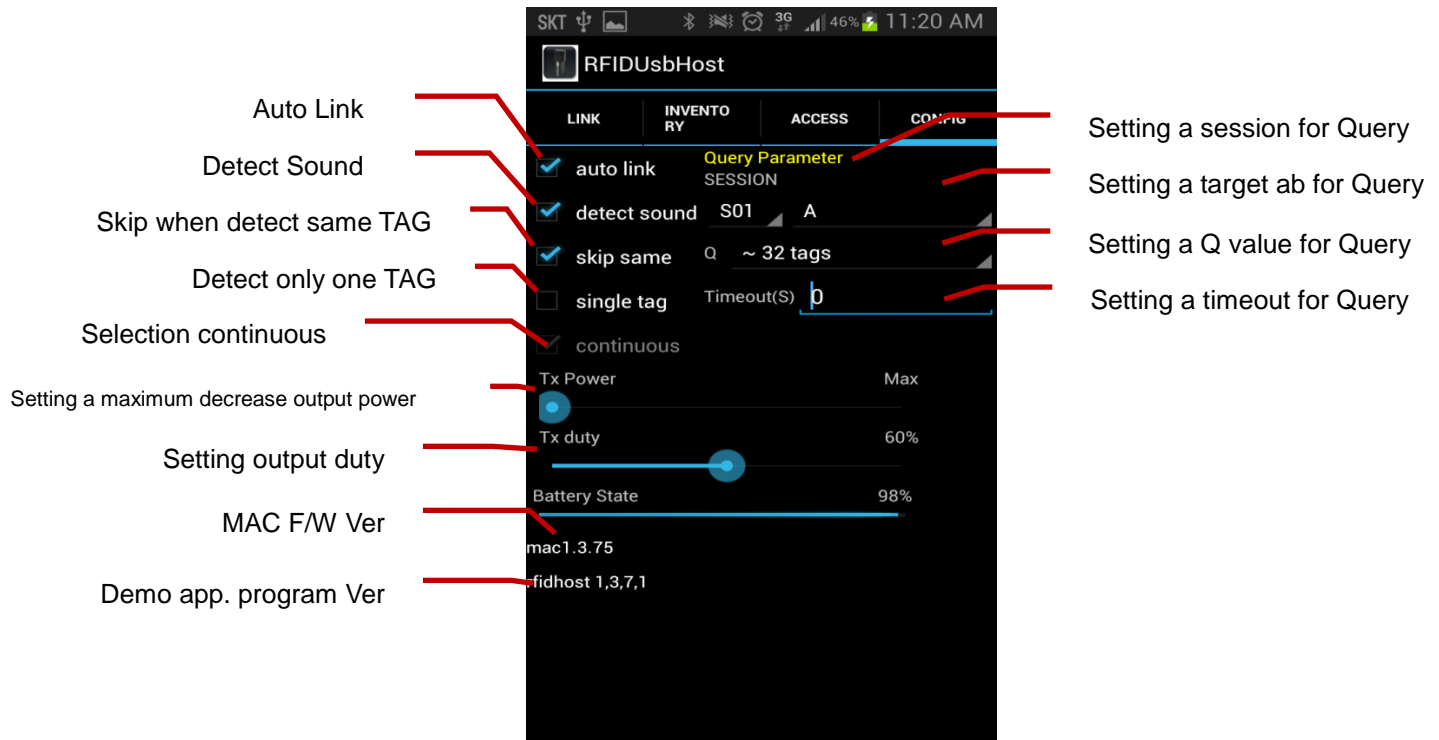 SKT 3G 46% 11:20 AM
RFIDUsbHost
LINK INVENTO
RY ACCESS CONFIG
Auto Link
Detect Sound
Skip when detect same TAG
Detect only one TAG
Selection continuous
Setting a maximum decrease output power
Setting output duty
MAC F/W Ver
Demo app. program Ver
auto link
Query Parameter
SESSION
detect sound S01 A
skip same Q ~ 32 tags
single tag Timeout(S) 0
continuous
Tx Power Max
Tx duty 60%
Battery State 98%
mac1.3.75
fidhost 1,3,7,1
Setting a session for Query
Setting a target ab for Query
Setting a Q value for Query
Setting a timeout for Query